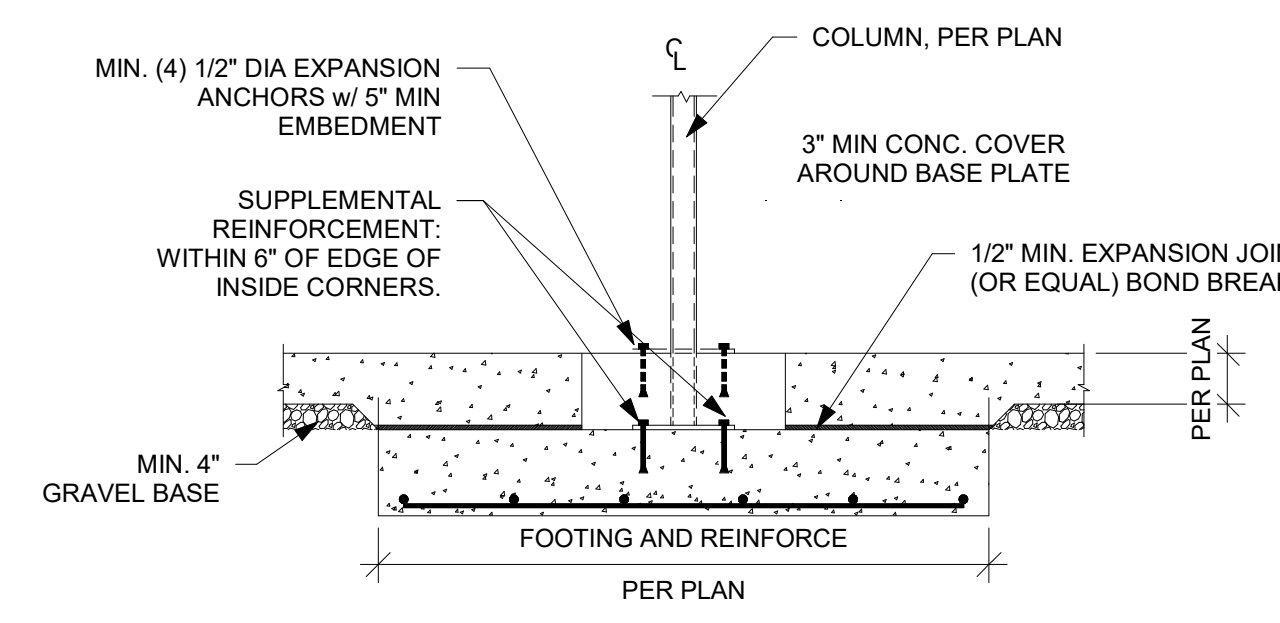 COLUMN, PER PLAN
MIN. (4) 1/2" DIA EXPANSION
ANCHORS w/ 5" MIN
EMBEDMENT
CL
3" MIN CONC. COVER
AROUND BASE PLATE
SUPPLEMENTAL
REINFORCEMENT:
WITHIN 6" OF EDGE OF
INSIDE CORNERS.
1/2" MIN. EXPANSION
(OR EQUAL) BOND
PER PLAN
MIN. 4"
GRAVEL BASE
FOOTING AND REINFORCE
PER PLAN